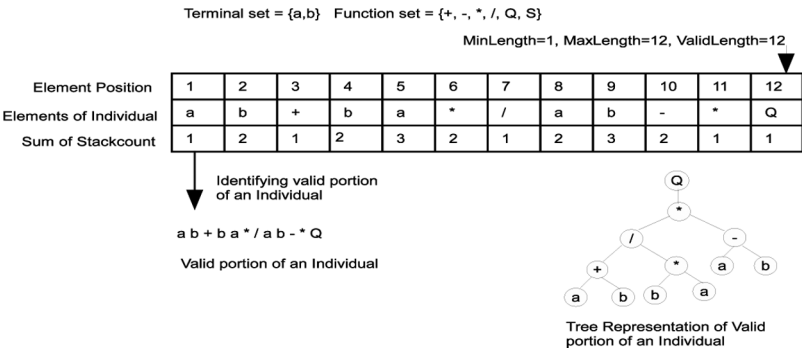 Terminal set = {a,b} Function set = {+, -, *, /, Q, S}
MinLength=1, MaxLength=12, ValidLength=12
Element Position 1 2 3 4 5 6 7 8 9 10 11 12
Elements of Individual a b + b a * / a b - * Q
Sum of Stackcount 1 2 1 2 3 2 1 2 3 2 1 1
Identifying valid portion
of an Individual
a b + b a * / a b - * Q
Valid portion of an Individual
Q
*
/ -
+ * a b
a b b a
Tree Representation of Valid
portion of an Individual